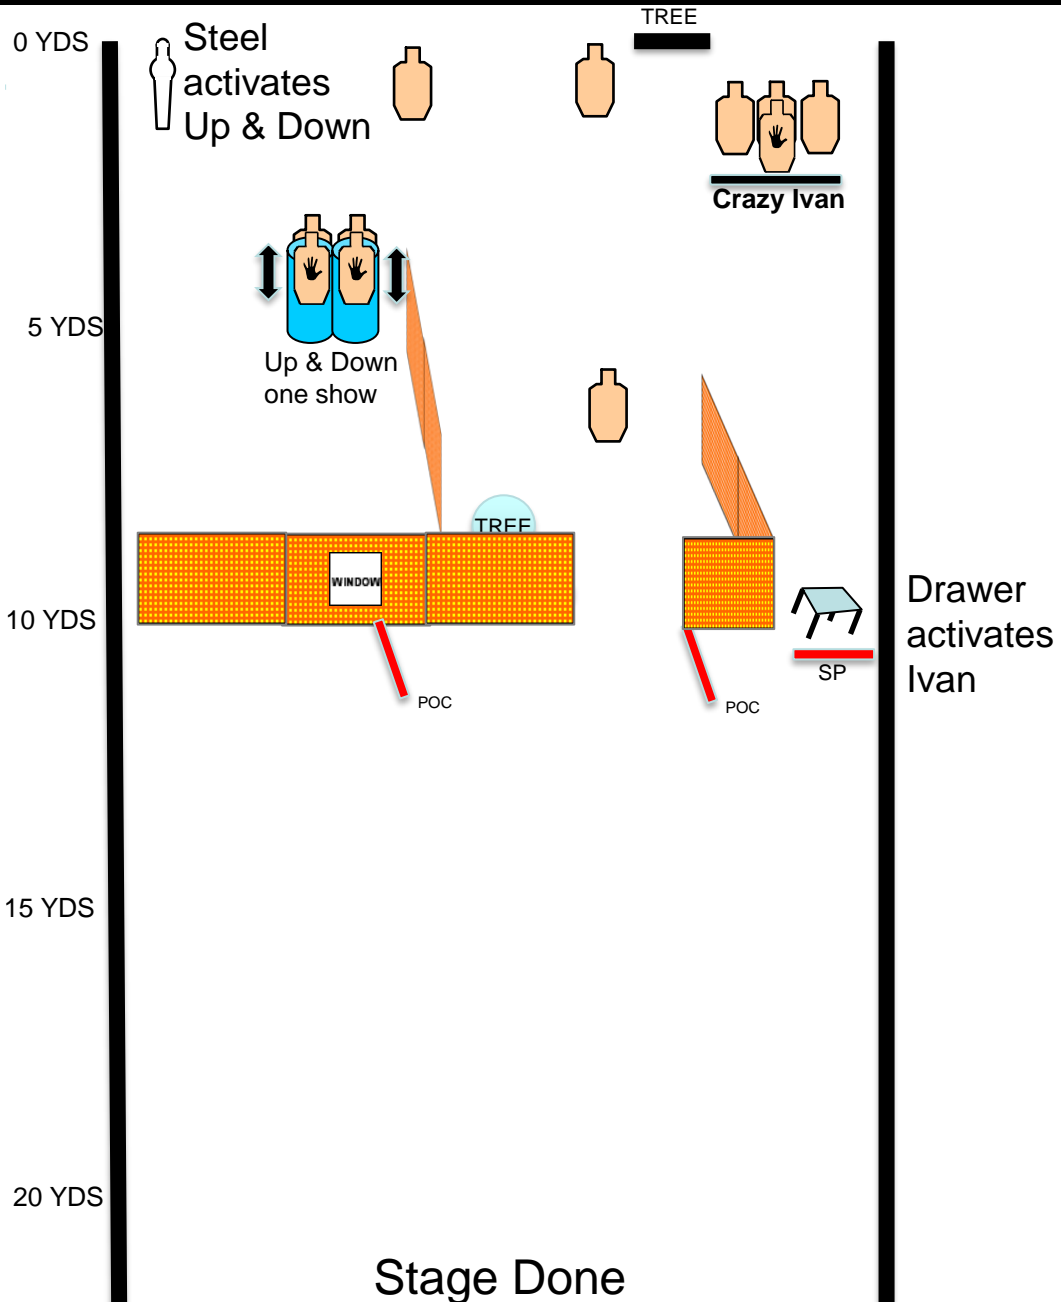 TREE
0 YDS
Steel
activates
Up & Down
Crazy Ivan
5 YDS
Up & Down
one show
TREE
WINDOW
10 YDS
POC
POC
SP
Drawer
activates
Ivan
15 YDS
20 YDS
Stage Done